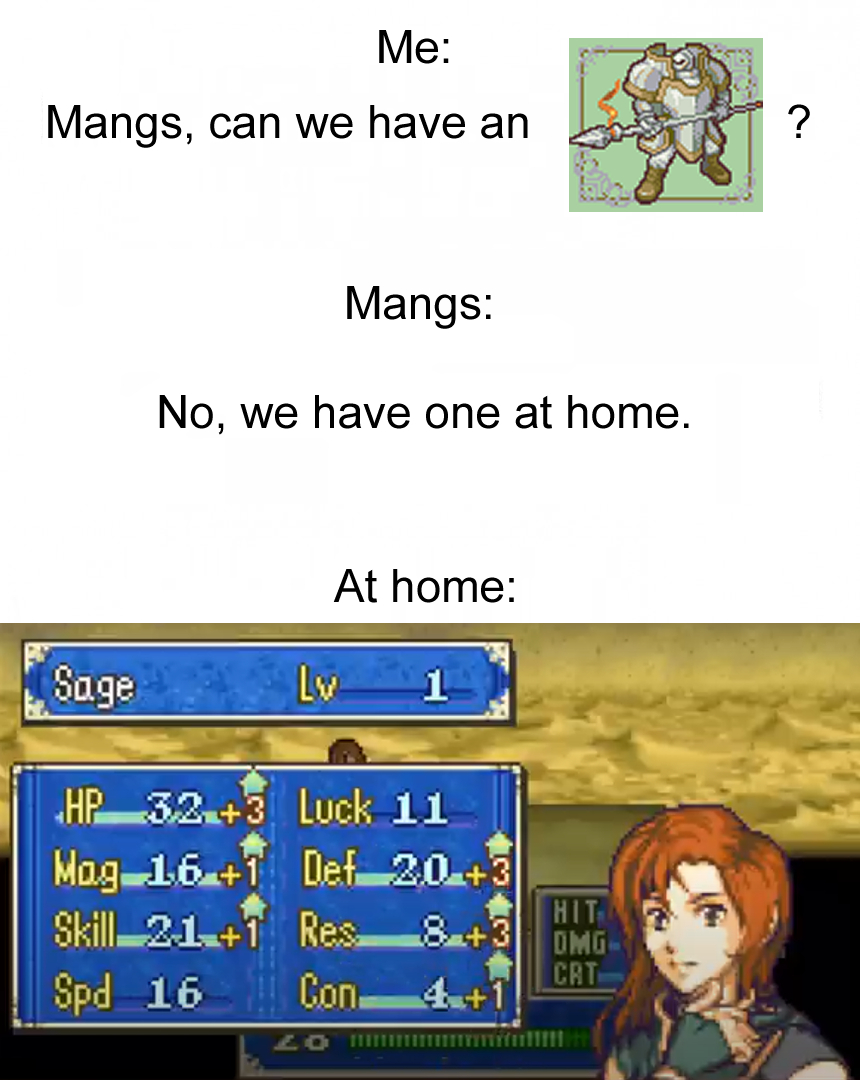 Me:
Mangs, can we have an ?
Mangs:
No, we have one at home.
At home:
Sage Lv 1
HP 32 +3 Luck 11
Mag 16 +1 Def 20 +3
Skill 21 +1 Res 8 +3
Spd 16 Con 4 +1
HIT
DMG
CRT
28